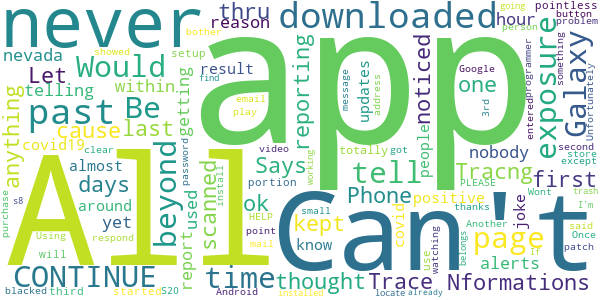 never
app
All
Can't
downloaded
thru
reason
nevada
Would
Let
telling
past
Be
anything
cause
last
covid19
within
getting
result
bother
showed
setup
hour
reporting
noticed
exposure
Galaxy
going
pointless
button
problem
person
message
updates
address
one
Google
3rd
entered
programmer
something
Unfortunately
find
email
play
Says
tell
people
nobody
Tracng
second
store
except
first
almost
days
clear
password
video
scanned
install
totally
got
working
beyond
Phone
positive
portion
ok
kept
covid
page
PLEASE
Wont
trash
s8
around
used
report
HELP
small
know
use
watching
thanks
Another
joke
I'm
said
Once
purchase
yet
Using
will
respond
mail
point
belongs
If
alerts
patch
CONTINUE
time
thought
Trace
Nformations
blacked
third
started
S20
Android
installed
locate
already